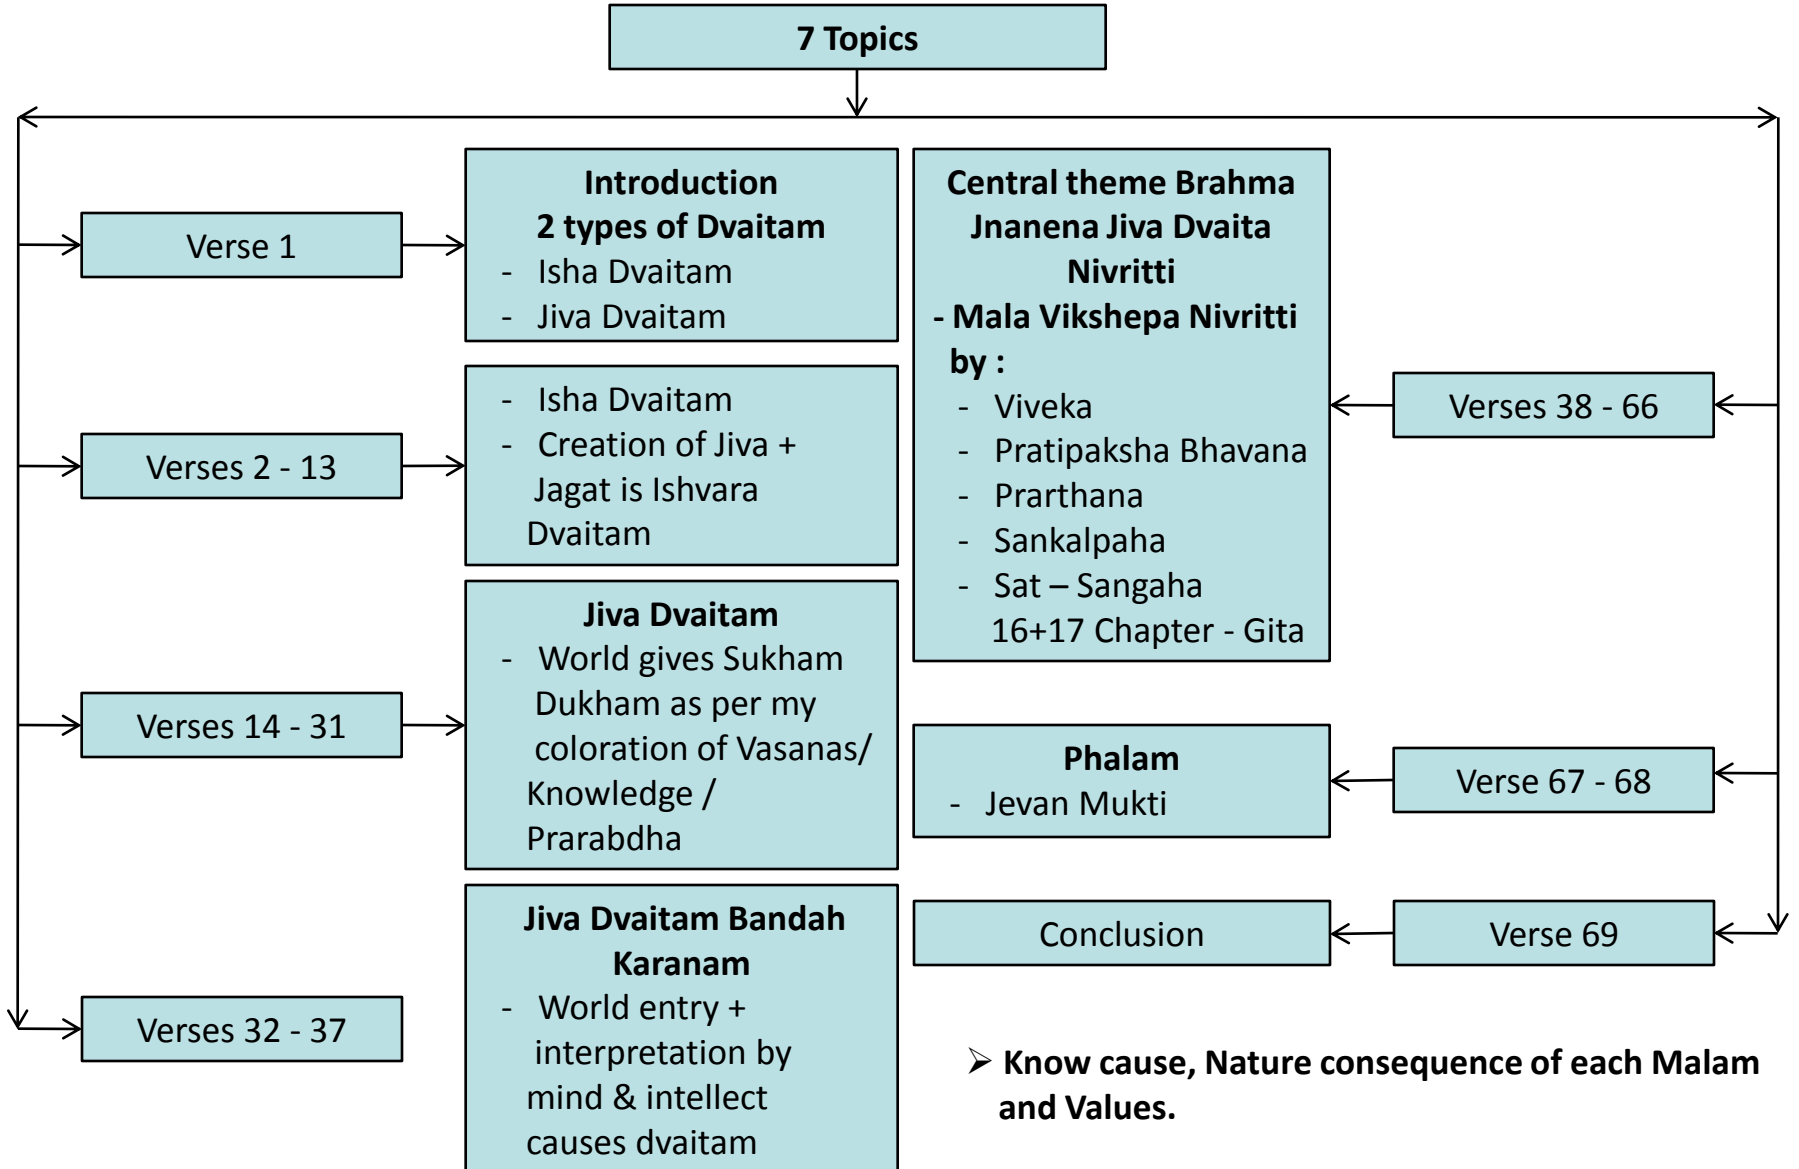 7 Topics
Verse 1
Introduction
2 types of Dvaitam
- Isha Dvaitam
- Jiva Dvaitam
Verses 2 - 13
- Isha Dvaitam
- Creation of Jiva +
Jagat is Ishvara
Dvaitam
Verses 14 - 31
Jiva Dvaitam
- World gives Sukham
Dukham as per my
coloration of Vasanas/
Knowledge /
Prarabdha
Verses 32 - 37
Jiva Dvaitam Bandah
Karanam
- World entry +
interpretation by
mind & intellect
causes dvaitam
Central theme Brahma
Jnanena Jiva Dvaita
Nivritti
- Mala Vikshepa Nivritti
by :
- Viveka
- Pratipaksha Bhavana
- Prarthana
- Sankalpaha
- Sat – Sangaha
16+17 Chapter - Gita
Verses 38 - 66
Phalam
- Jevan Mukti
Verse 67 - 68
Conclusion
Verse 69
➢ Know cause, Nature consequence of each Malam
and Values.